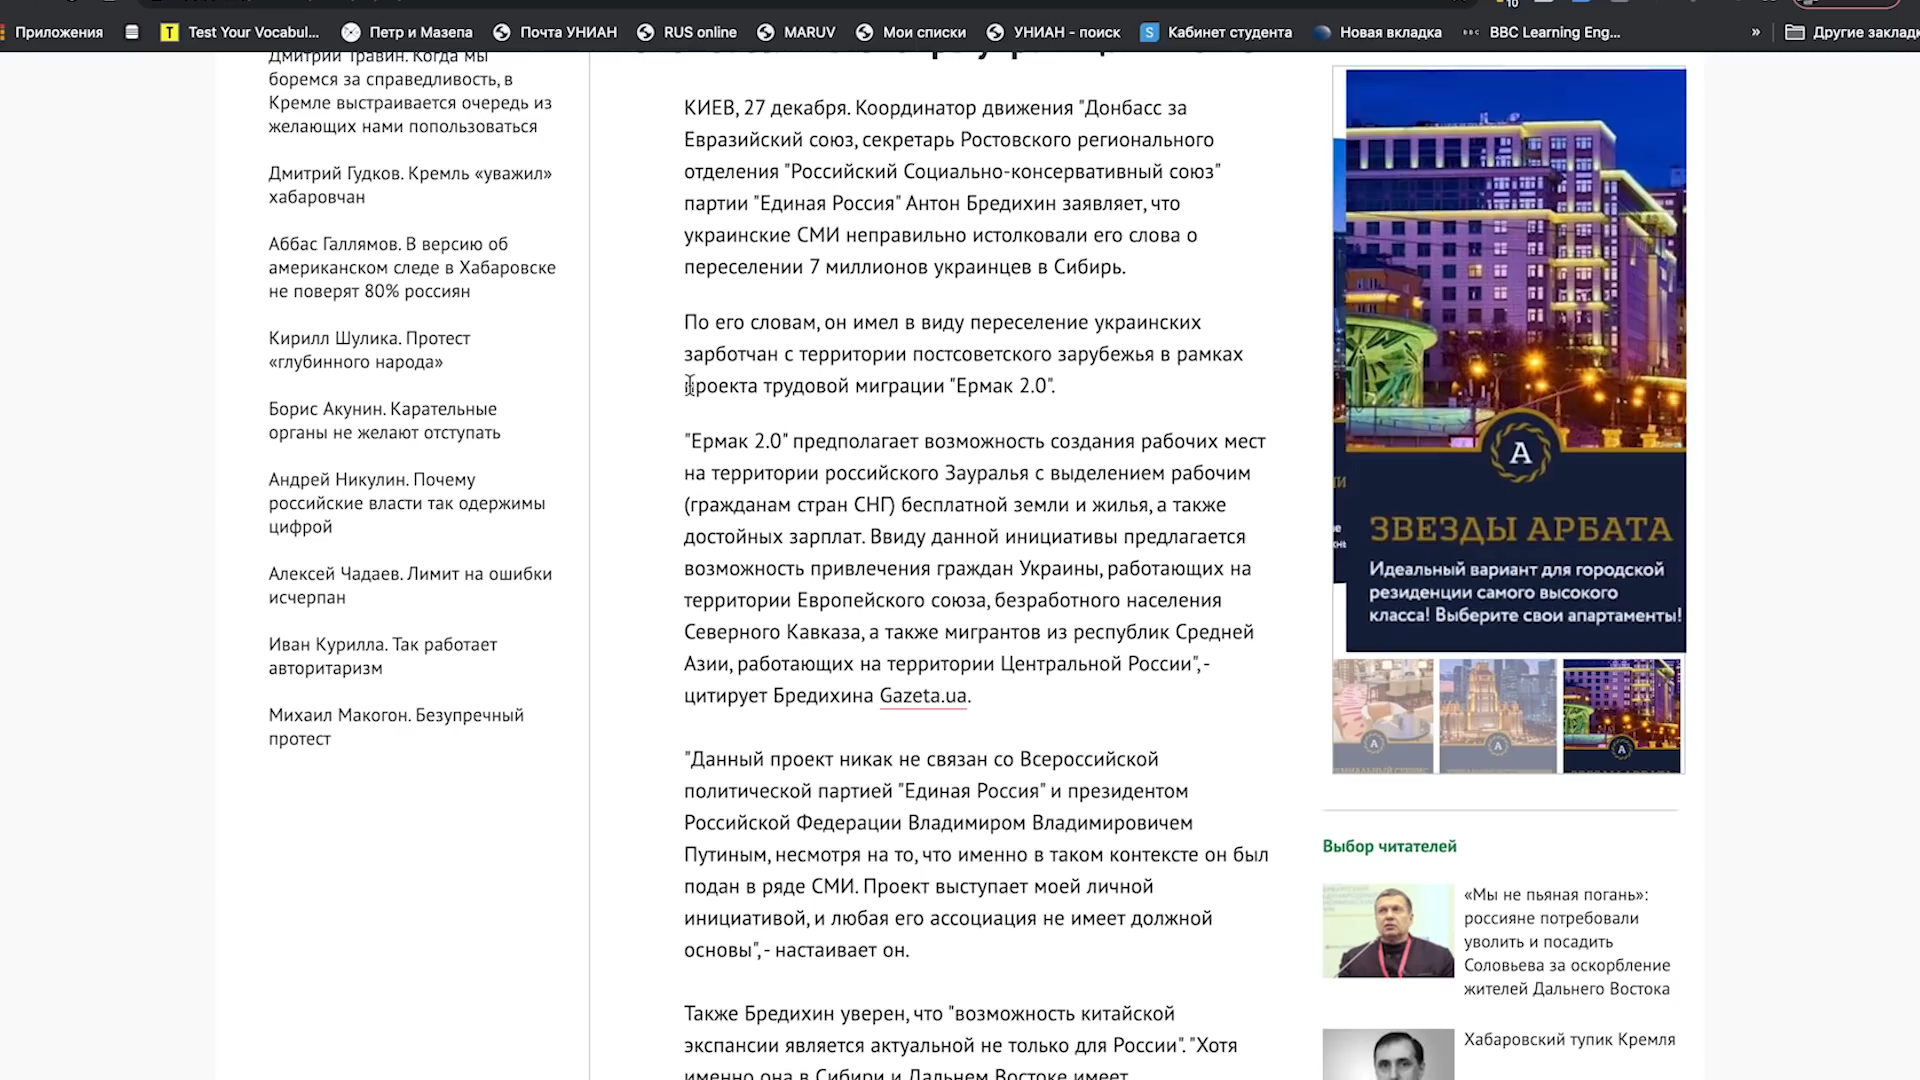 Приложения
Test Your Vocabul...
Петр и Мазепа
Почта УНИАН
RUS online
MARUV
Мои списки
УНИАН - поиск
Кабинет студента
Новая вкладка
BBC Learning Eng...
»
Другие заклад
Дмитрий Травин. Когда мы
боремся за справедливость, в
Кремле выстраивается очередь из
желающих нами попользоваться
Дмитрий Гудков. Кремль «уважил»
хабаровчан
Аббас Галлямов. В версию об
американском следе в Хабаровске
не поверят 80% россиян
Кирилл Шулика. Протест
«глубинного народа»
Борис Акунин. Карательные
органы не желают отступать
Андрей Никулин. Почему
российские власти так одержимы
цифрой
Алексей Чадаев. Лимит на ошибки
исчерпан
Иван Курилла. Так работает
авторитаризм
Михаил Макогон. Безупречный
протест
КИЕВ, 27 декабря. Координатор движения "Донбасс за
Евразийский союз, секретарь Ростовского регионального
отделения "Российский Социально-консервативный союз"
партии "Единая Россия" Антон Бредихин заявляет, что
украинские СМИ неправильно истолковали его слова о
переселении 7 миллионов украинцев в Сибирь.
По его словам, он имел в виду переселение украинских
зарботчан с территории постсоветского зарубежья в рамках
проекта трудовой миграции "Ермак 2.0".
"Ермак 2.0" предполагает возможность создания рабочих мест
на территории российского Зауралья с выделением рабочим
(гражданам стран СНГ) бесплатной земли и жилья, а также
достойных зарплат. Ввиду данной инициативы предлагается
возможность привлечения граждан Украины, работающих на
территории Европейского союза, безработного населения
Северного Кавказа, а также мигрантов из республик Средней
Азии, работающих на территории Центральной России", -
цитирует Бредихина Gazeta.ua.
"Данный проект никак не связан со Всероссийской
политической партией "Единая Россия" и президентом
Российской Федерации Владимиром Владимировичем
Путиным, несмотря на то, что именно в таком контексте он был
подан в ряде СМИ. Проект выступает моей личной
инициативой, и любая его ассоциация не имеет должной
основы", - настаивает он.
Также Бредихин уверен, что "возможность китайской
экспансии является актуальной не только для России". "Хотя
именно она в Сибири и Дальнем Востоке имеет
A
ЗВЕЗДЫ АРБАТА
Идеальный вариант для городской
резиденции самого высокого
класса! Выберите свои апартаменты!
Выбор читателей
«Мы не пьяная погань»:
россияне потребовали
уволить и посадить
Соловьева за оскорбление
жителей Дальнего Востока
Хабаровский тупик Кремля